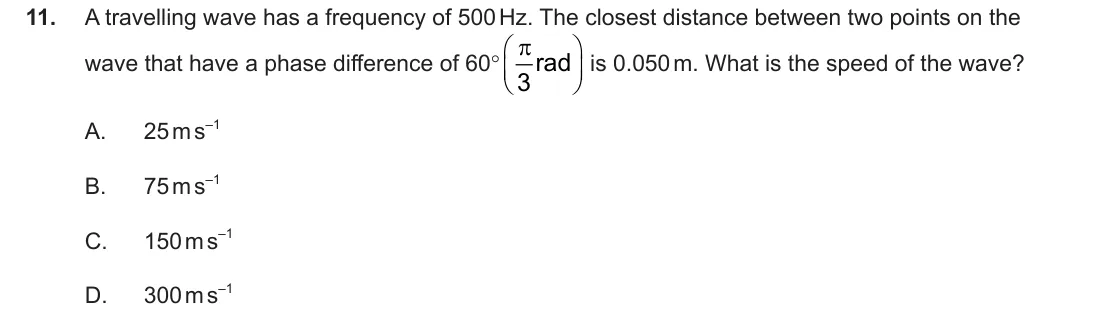 11. A travelling wave has a frequency of 500 Hz. The closest distance between two points on the
wave that have a phase difference of 60° (π/3 rad) is 0.050 m. What is the speed of the wave?
A. 25 m s⁻¹
B. 75 m s⁻¹
C. 150 m s⁻¹
D. 300 m s⁻¹